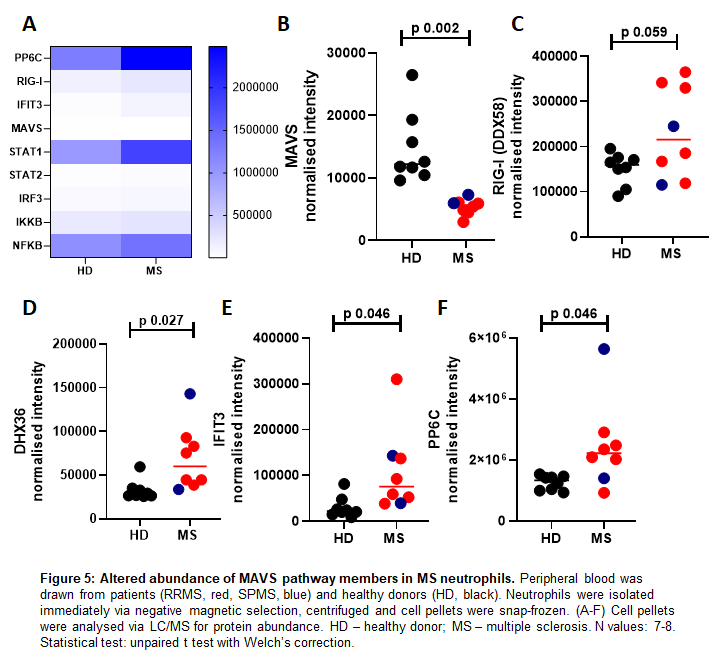 A
PP6C
RIG-I
IFIT3
MAVS
STAT1
STAT2
IRF3
IKKB
NFKB
HD MS
2000000
1500000
1000000
500000
B
p 0.002
MAVS
normalised intensity
30000
20000
10000
0
HD MS
C
p 0.059
RIG-I (DDX58)
normalised intensity
400000
300000
200000
100000
0
HD MS
D
p 0.027
DHX36
normalised intensity
200000
150000
100000
50000
0
HD MS
E
p 0.046
IFIT3
normalised intensity
400000
300000
200000
100000
0
HD MS
F
p 0.046
PP6C
normalised intensity
6×10⁶
4×10⁶
2×10⁶
0
HD MS
Figure 5: Altered abundance of MAVS pathway members in MS neutrophils. Peripheral blood was
drawn from patients (RRMS, red, SPMS, blue) and healthy donors (HD, black). Neutrophils were isolated
immediately via negative magnetic selection, centrifuged and cell pellets were snap-frozen. (A-F) Cell pellets
were analysed via LC/MS for protein abundance. HD – healthy donor; MS – multiple sclerosis. N values: 7-8.
Statistical test: unpaired t test with Welch's correction.